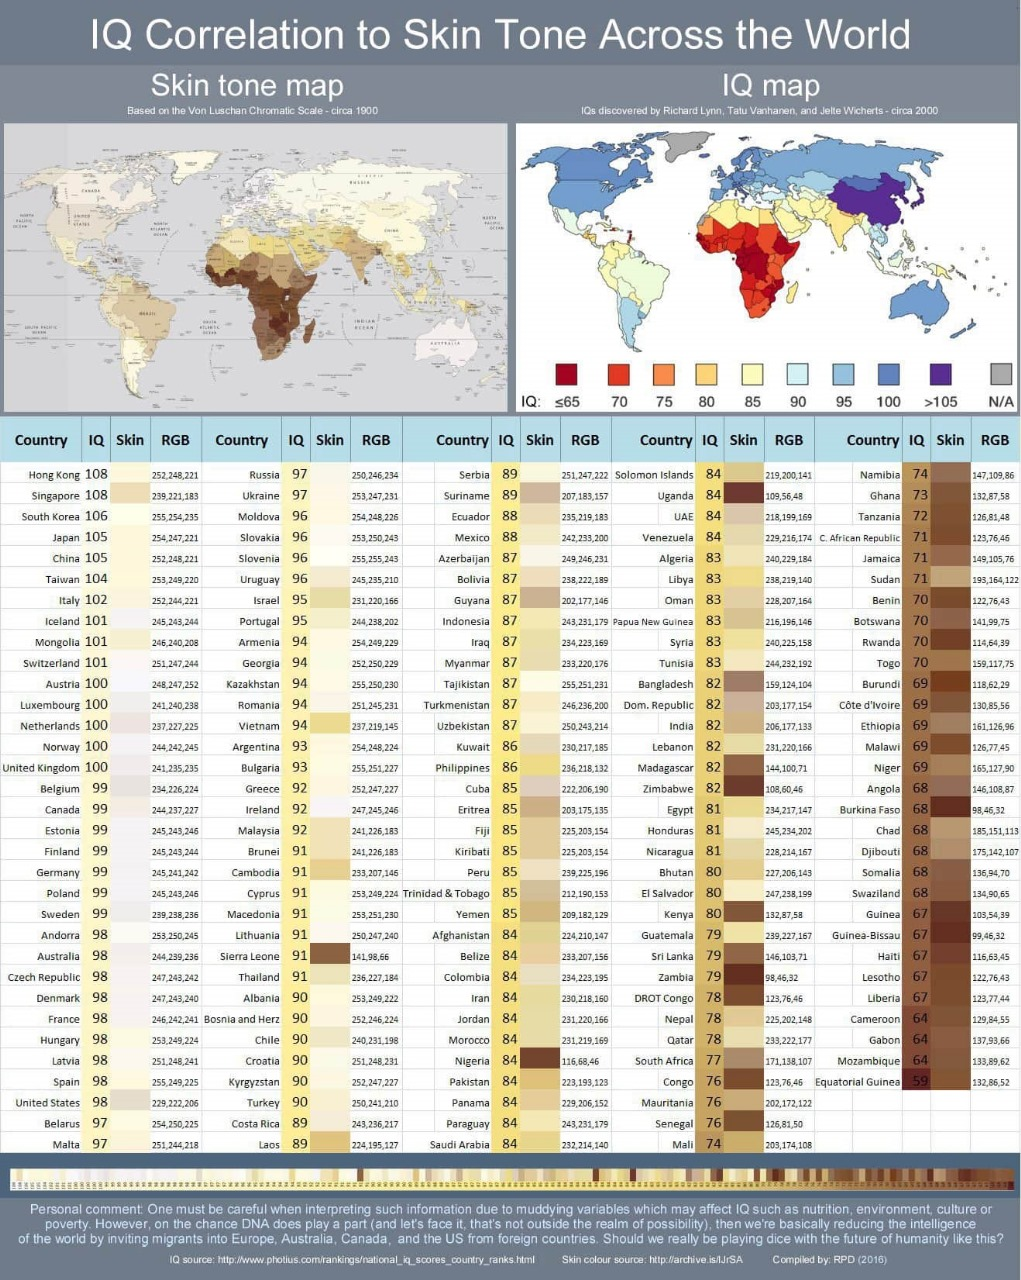 IQ Correlation to Skin Tone Across the World
Skin tone map
Based on the Von Luschan Chromatic Scale - circa 1900
IQ map
IQs discovered by Richard Lynn, Tatu Vanhanen, and Jelte Wicherts - circa 2000
CANADA
UNITED STATES
RUSSIA
CHINA
BRAZIL
AUSTRALIA
INDIAN OCEAN
IQ: ≤65 70 75 80 85 90 95 100 >105 N/A
Country IQ Skin RGB Country IQ Skin RGB Country IQ Skin RGB Country IQ Skin RGB Country IQ Skin RGB
Hong Kong 108 252,248,221 Russia 97 250,246,234 Serbia 89 251,247,222 Solomon Islands 84 219,200,141 Namibia 74 147,109,86
Singapore 108 239,221,183 Ukraine 97 253,247,231 Suriname 89 207,183,157 Uganda 84 109,56,48 Ghana 73 132,87,58
South Korea 106 255,254,235 Moldova 96 254,248,226 Ecuador 88 235,219,183 UAE 84 218,199,169 Tanzania 72 126,81,48
Japan 105 254,247,221 Slovakia 96 253,250,243 Mexico 88 242,233,200 Venezuela 84 229,216,174 C. African Republic 71 123,76,46
China 105 252,248,221 Slovenia 96 255,255,243 Azerbaijan 87 249,246,231 Algeria 83 240,229,184 Jamaica 71 149,105,76
Taiwan 104 253,249,220 Uruguay 96 245,235,210 Bolivia 87 238,222,189 Libya 83 238,219,140 Sudan 71 193,164,122
Italy 102 252,244,221 Israel 95 231,220,166 Guyana 87 202,177,146 Oman 83 228,207,164 Benin 70 122,76,43
Iceland 101 245,243,244 Portugal 95 244,238,202 Indonesia 87 243,231,179 Papua New Guinea 83 216,196,146 Botswana 70 141,99,75
Mongolia 101 246,240,208 Armenia 94 254,249,229 Iraq 87 234,223,169 Syria 83 240,225,158 Rwanda 70 114,64,39
Switzerland 101 251,247,244 Georgia 94 252,250,229 Myanmar 87 233,220,176 Tunisia 83 244,232,192 Togo 70 159,117,75
Austria 100 248,247,252 Kazakhstan 94 255,250,230 Tajikistan 87 255,251,231 Bangladesh 82 159,124,104 Burundi 69 118,62,29
Luxembourg 100 241,240,238 Romania 94 251,245,231 Turkmenistan 87 246,236,200 Dom. Republic 82 203,177,154 Côte d'Ivoire 69 130,85,56
Netherlands 100 237,227,225 Vietnam 94 237,219,145 Uzbekistan 87 250,243,214 India 82 206,177,133 Ethiopia 69 161,126,96
Norway 100 244,242,245 Argentina 93 254,248,224 Kuwait 86 230,217,185 Lebanon 82 231,220,166 Malawi 69 126,77,45
United Kingdom 100 241,235,235 Bulgaria 93 255,251,227 Philippines 86 236,218,132 Madagascar 82 144,100,71 Niger 69 165,127,90
Belgium 99 234,226,224 Greece 92 252,247,227 Cuba 85 222,206,190 Zimbabwe 82 108,60,46 Angola 68 146,108,87
Canada 99 244,237,227 Ireland 92 247,245,246 Eritrea 85 203,175,135 Egypt 81 234,217,147 Burkina Faso 68 98,46,32
Estonia 99 245,243,246 Malaysia 92 241,226,183 Fiji 85 225,203,154 Honduras 81 245,234,202 Chad 68 185,151,113
Finland 99 245,243,244 Brunei 91 241,226,183 Kiribati 85 225,203,154 Nicaragua 81 228,214,167 Djibouti 68 175,142,107
Germany 99 245,241,242 Cambodia 91 233,207,146 Peru 85 239,225,196 Bhutan 80 227,206,143 Somalia 68 136,94,70
Poland 99 245,243,246 Cyprus 91 253,249,224 Trinidad & Tobago 85 212,190,153 El Salvador 80 247,238,199 Swaziland 68 134,90,65
Sweden 99 239,238,236 Macedonia 91 253,251,230 Yemen 85 209,182,129 Kenya 80 132,87,58 Guinea 67 103,54,39
Andorra 98 253,250,245 Lithuania 91 250,247,240 Afghanistan 84 224,210,147 Guatemala 79 239,227,167 Guinea-Bissau 67 99,46,32
Australia 98 244,239,236 Sierra Leone 91 141,98,66 Belize 84 233,207,156 Sri Lanka 79 146,103,71 Haiti 67 116,63,45
Czech Republic 98 247,243,242 Thailand 91 236,227,184 Colombia 84 234,223,195 Zambia 79 98,46,32 Lesotho 67 122,76,43
Denmark 98 247,243,240 Albania 90 253,249,222 Iran 84 230,218,160 DROT Congo 78 123,76,46 Liberia 67 123,77,44
France 98 246,242,241 Bosnia and Herz 90 252,246,224 Jordan 84 231,220,166 Nepal 78 225,202,148 Cameroon 64 129,84,55
Hungary 98 253,249,224 Chile 90 240,231,198 Morocco 84 231,219,169 Qatar 78 233,222,177 Gabon 64 137,93,66
Latvia 98 251,248,241 Croatia 90 251,248,231 Nigeria 84 116,68,46 South Africa 77 171,138,107 Mozambique 64 133,89,62
Spain 98 255,249,225 Kyrgyzstan 90 252,247,227 Pakistan 84 223,193,123 Congo 76 123,76,46 Equatorial Guinea 59 132,86,52
United States 98 229,222,206 Turkey 90 250,241,210 Panama 84 229,206,152 Mauritania 76 202,172,122
Belarus 97 254,250,225 Costa Rica 89 243,236,217 Paraguay 84 243,231,179 Senegal 76 126,81,50
Malta 97 251,244,218 Laos 89 224,195,127 Saudi Arabia 84 232,214,140 Mali 74 203,174,108
Personal comment: One must be careful when interpreting such information due to muddying variables which may affect IQ such as nutrition, environment, culture or
poverty. However, on the chance DNA does play a part (and let's face it, that's not outside the realm of possibility), then we're basically reducing the intelligence
of the world by inviting migrants into Europe, Australia, Canada, and the US from foreign countries. Should we really be playing dice with the future of humanity like this?
IQ source: http://www.photius.com/rankings/national_iq_scores_country_ranks.html Skin colour source: http://archive.is/IJrSA Compiled by: RPD (2016)